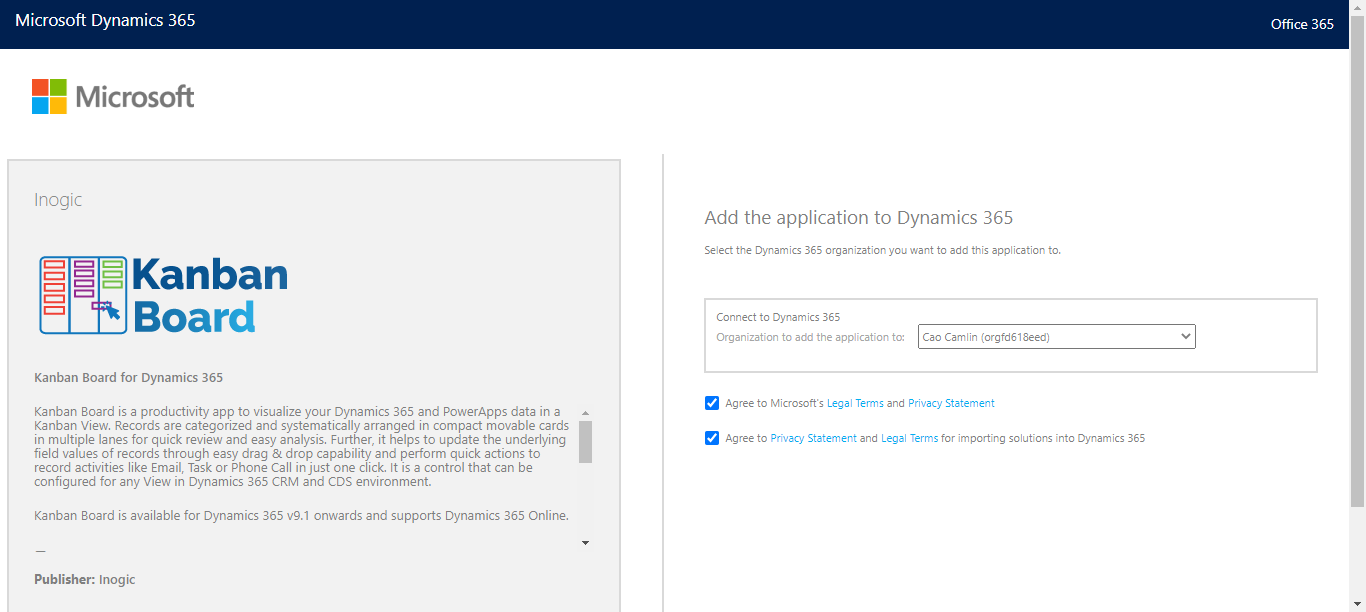 Microsoft Dynamics 365
Office 365
Microsoft
Inogic
Kanban
Board
Kanban Board for Dynamics 365
Kanban Board is a productivity app to visualize your Dynamics 365 and PowerApps data in a
Kanban View. Records are categorized and systematically arranged in compact movable cards
in multiple lanes for quick review and easy analysis. Further, it helps to update the underlying
field values of records through easy drag & drop capability and perform quick actions to
record activities like Email, Task or Phone Call in just one click. It is a control that can be
configured for any View in Dynamics 365 CRM and CDS environment.
Kanban Board is available for Dynamics 365 v9.1 onwards and supports Dynamics 365 Online.
Publisher: Inogic
Add the application to Dynamics 365
Select the Dynamics 365 organization you want to add this application to.
Connect to Dynamics 365
Organization to add the application to: Cao Camlin (orgfd618eed)
Agree to Microsoft's Legal Terms and Privacy Statement
Agree to Privacy Statement and Legal Terms for importing solutions into Dynamics 365